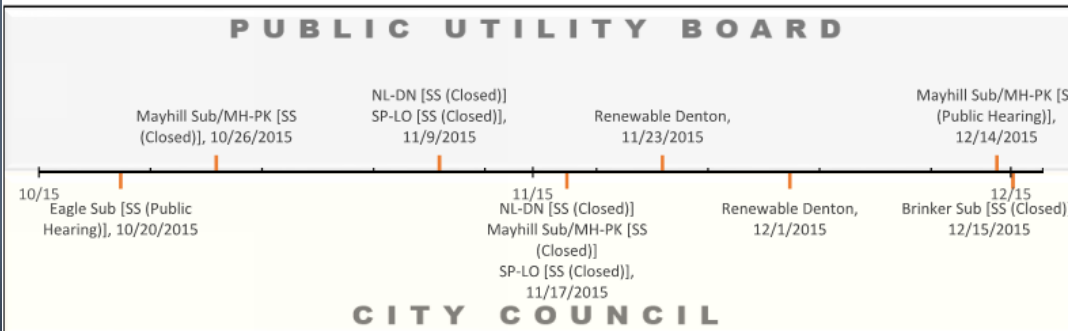 PUBLIC UTILITY BOARD
Mayhill Sub/MH-PK [SS
(Closed)], 10/26/2015
NL-DN [SS (Closed)]
SP-LO [SS (Closed)],
11/9/2015
Renewable Denton,
11/23/2015
Mayhill Sub/MH-PK [S
(Public Hearing)],
12/14/2015
10/15
11/15
12/15
Eagle Sub [SS (Public
Hearing)], 10/20/2015
NL-DN [SS (Closed)]
Mayhill Sub/MH-PK [SS
(Closed)]
SP-LO [SS (Closed)],
11/17/2015
Renewable Denton,
12/1/2015
Brinker Sub [SS (Closed)
12/15/2015
CITY COUNCIL